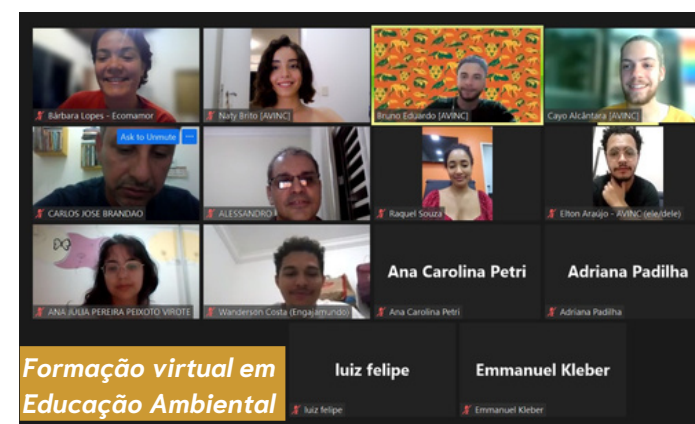 Bárbara Lopes - Ecomamor
Naty Brito [AVINC]
Bruno Eduardo [AVINC]
Cayo Alcântara [AVINC]
Ask to Unmute
CARLOS JOSE BRANDAO
ALESSANDRO
Raquel Souza
Elton Araújo - AVINC (ele/dele)
ANA JULIA PEREIRA PEIXOTO VIROTE
Wanderson Costa (Engajamundo)
Ana Carolina Petri
Ana Carolina Petri
Adriana Padilha
Adriana Padilha
Formação virtual em
Educação Ambiental
luiz felipe
luiz felipe
Emmanuel Kleber
Emmanuel Kleber